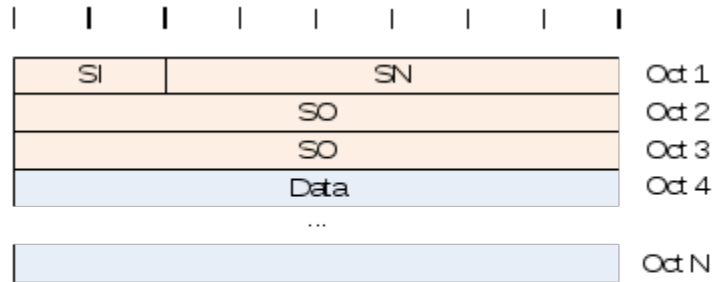 SI SN Oct 1
SO Oct 2
SO Oct 3
Data Oct 4
...
Oct N